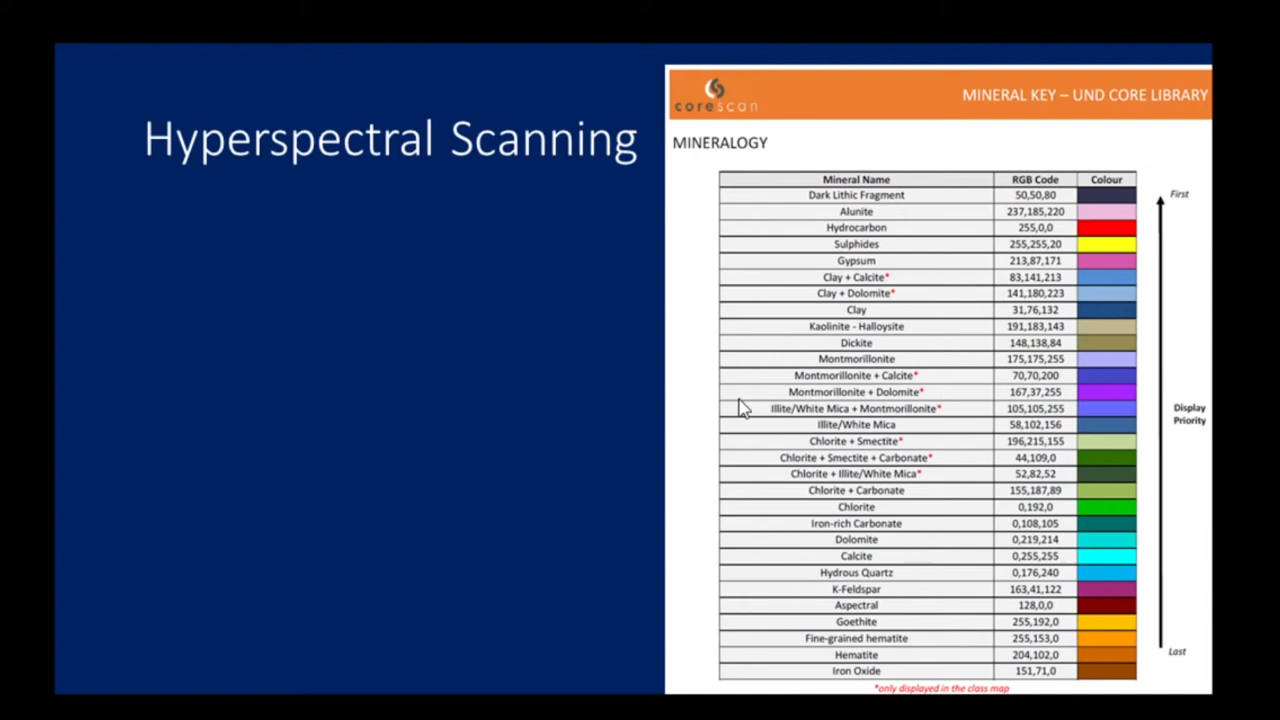 Hyperspectral Scanning
corescan
MINERAL KEY – UND CORE LIBRARY
MINERALOGY
Mineral Name RGB Code Colour
Dark Lithic Fragment 50,50,80
First
Alunite 237,185,220
Hydrocarbon 255,0,0
Sulphides 255,255,20
Gypsum 213,87,171
Clay + Calcite* 83,141,213
Clay + Dolomite* 141,180,223
Clay 31,76,132
Kaolinite - Halloysite 191,183,143
Dickite 148,138,84
Montmorillonite 175,175,255
Montmorillonite + Calcite* 70,70,200
Montmorillonite + Dolomite* 167,37,255
Illite/White Mica + Montmorillonite* 105,105,255
Display
Priority
Illite/White Mica 58,102,156
Chlorite + Smectite* 196,215,155
Chlorite + Smectite + Carbonate* 44,109,0
Chlorite + Illite/White Mica* 52,82,52
Chlorite + Carbonate 155,187,89
Chlorite 0,192,0
Iron-rich Carbonate 0,108,105
Dolomite 0,219,214
Calcite 0,255,255
Hydrous Quartz 0,176,240
K-Feldspar 163,41,122
Aspectral 128,0,0
Goethite 255,192,0
Fine-grained hematite 255,153,0
Hematite 204,102,0
Last
Iron Oxide 151,71,0
*only displayed in the class map